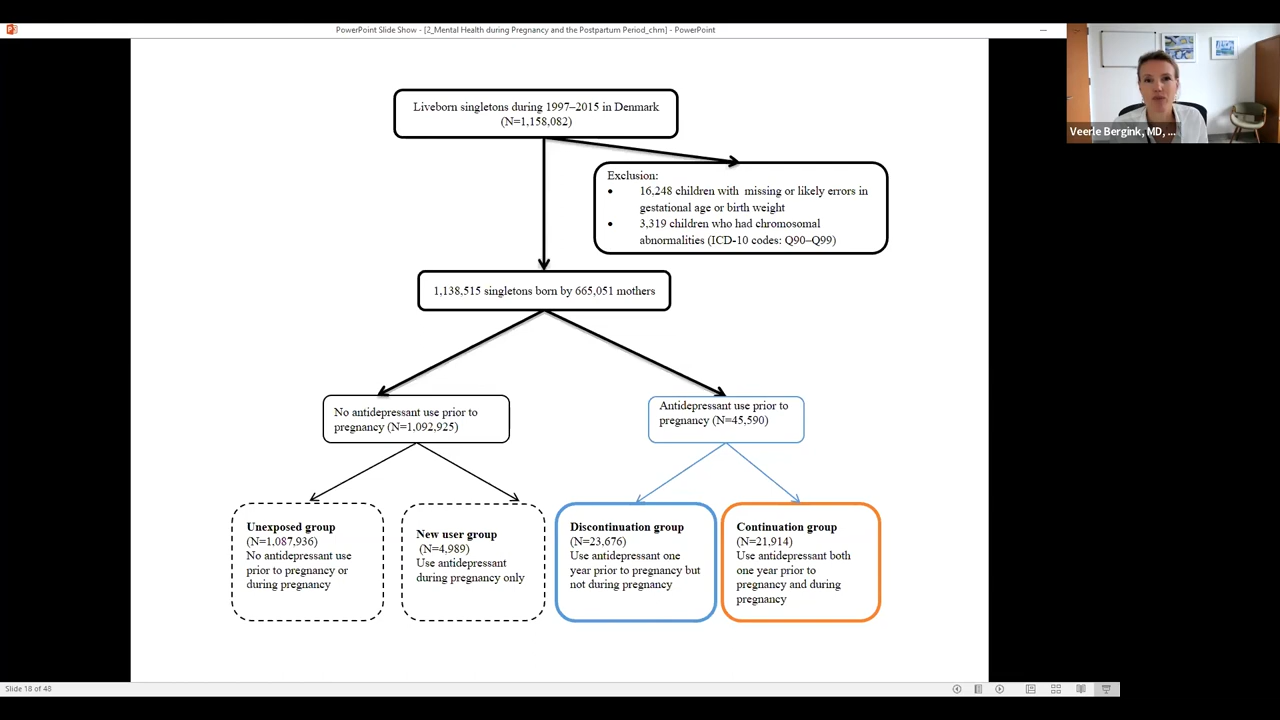 PowerPoint Slide Show - [2_Mental Health during Pregnancy and the Postpartum Period_chm] - PowerPoint
Veerle Bergink, MD, ...
Liveborn singletons during 1997–2015 in Denmark
(N=1,158,082)
Exclusion:
• 16,248 children with missing or likely errors in
gestational age or birth weight
• 3,319 children who had chromosomal
abnormalities (ICD-10 codes: Q90–Q99)
1,138,515 singletons born by 665,051 mothers
No antidepressant use prior to
pregnancy (N=1,092,925)
Antidepressant use prior to
pregnancy (N=45,590)
Unexposed group
(N=1,087,936)
No antidepressant use
prior to pregnancy or
during pregnancy
New user group
(N=4,989)
Use antidepressant
during pregnancy only
Discontinuation group
(N=23,676)
Use antidepressant one
year prior to pregnancy but
not during pregnancy
Continuation group
(N=21,914)
Use antidepressant both
one year prior to
pregnancy and during
pregnancy
Slide 18 of 48